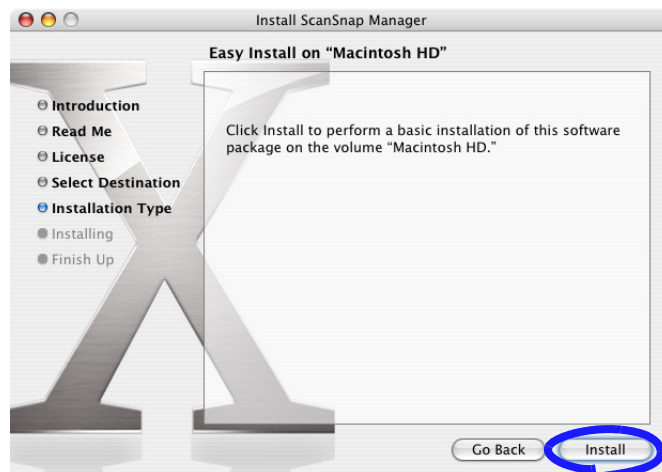 Install ScanSnap Manager
Easy Install on “Macintosh HD”
Introduction
Read Me
License
Select Destination
Installation Type
Installing
Finish Up
Click Install to perform a basic installation of this software
package on the volume “Macintosh HD.”
Go Back
Install